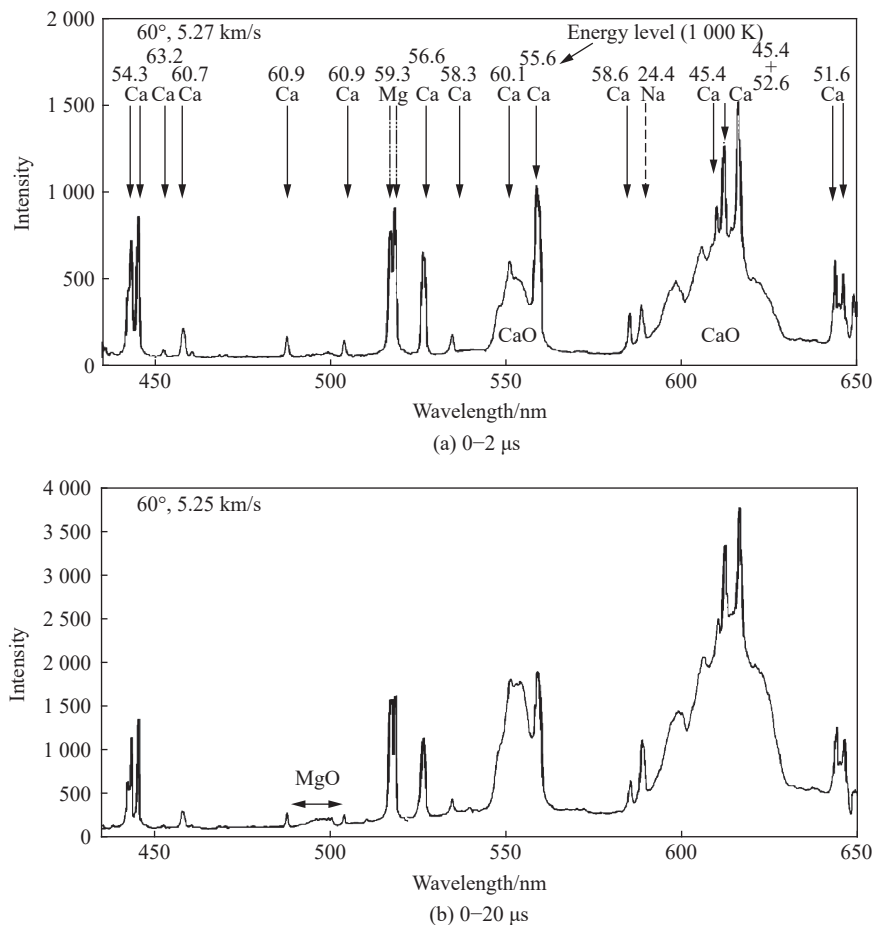 2 000
60°, 5.27 km/s
Energy level (1 000 K)
63.2
54.3
60.7
60.9
60.9
59.3
56.6
58.3
60.1
55.6
58.6
24.4
45.4
45.4
+
52.6
51.6
Ca Ca Ca Ca Ca Mg Ca Ca Ca Ca Ca Na Ca Ca Ca
1 500
1 000
500
0
Intensity
CaO
CaO
450 500 550 600 650
Wavelength/nm
(a) 0−2 μs
4 000
60°, 5.25 km/s
3 500
3 000
2 500
2 000
1 500
1 000
500
0
Intensity
MgO
450 500 550 600 650
Wavelength/nm
(b) 0−20 μs